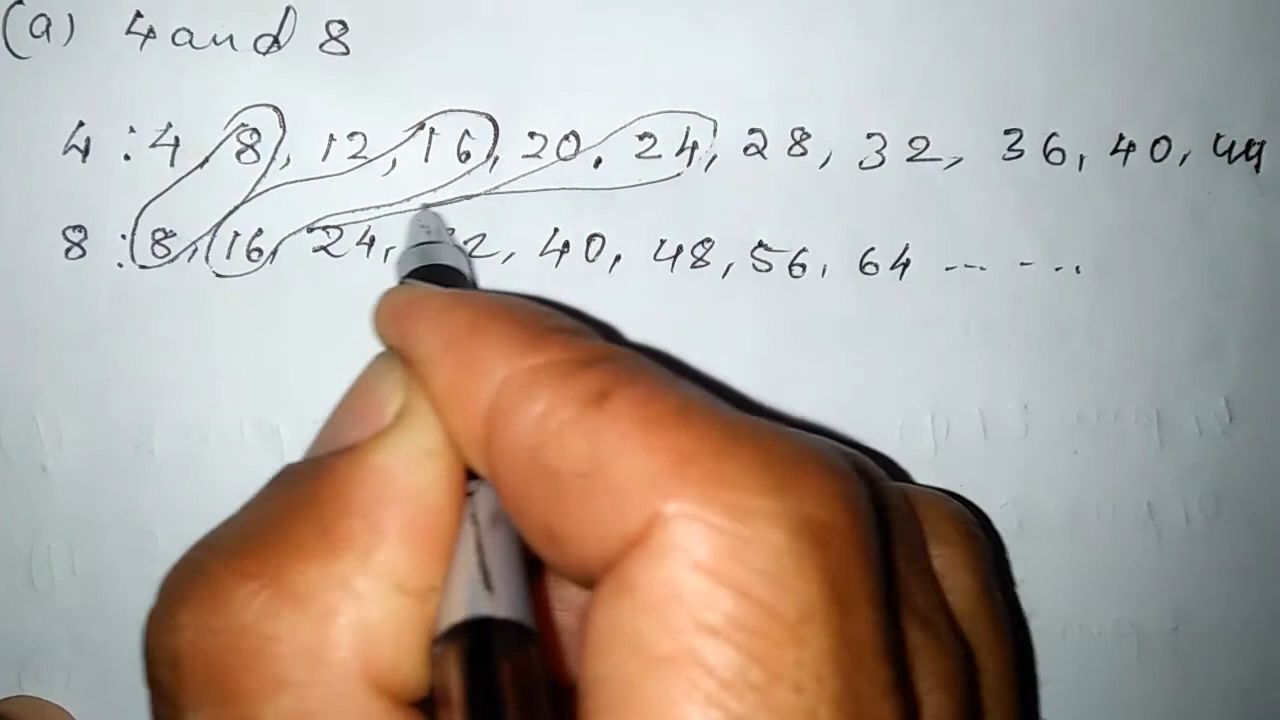 (a) 4 and 8
4 : 4, 8, 12, 16, 20, 24, 28, 32, 36, 40, 44
8 : 8, 16, 24, 40, 48, 56, 64 ... ...